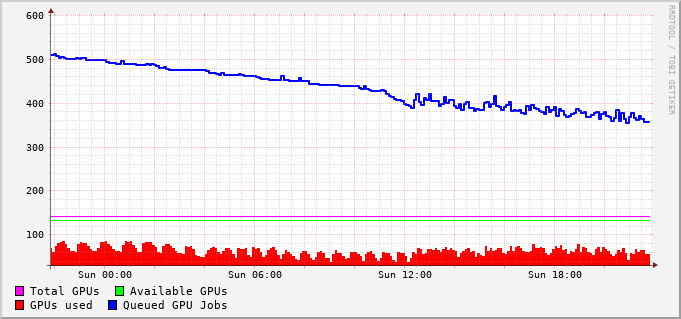 600
500
400
300
200
100
Sun 00:00 Sun 06:00 Sun 12:00 Sun 18:00
Total GPUs Available GPUs
GPUs used Queued GPU Jobs
RRDTOOL / TOBI OETIKER